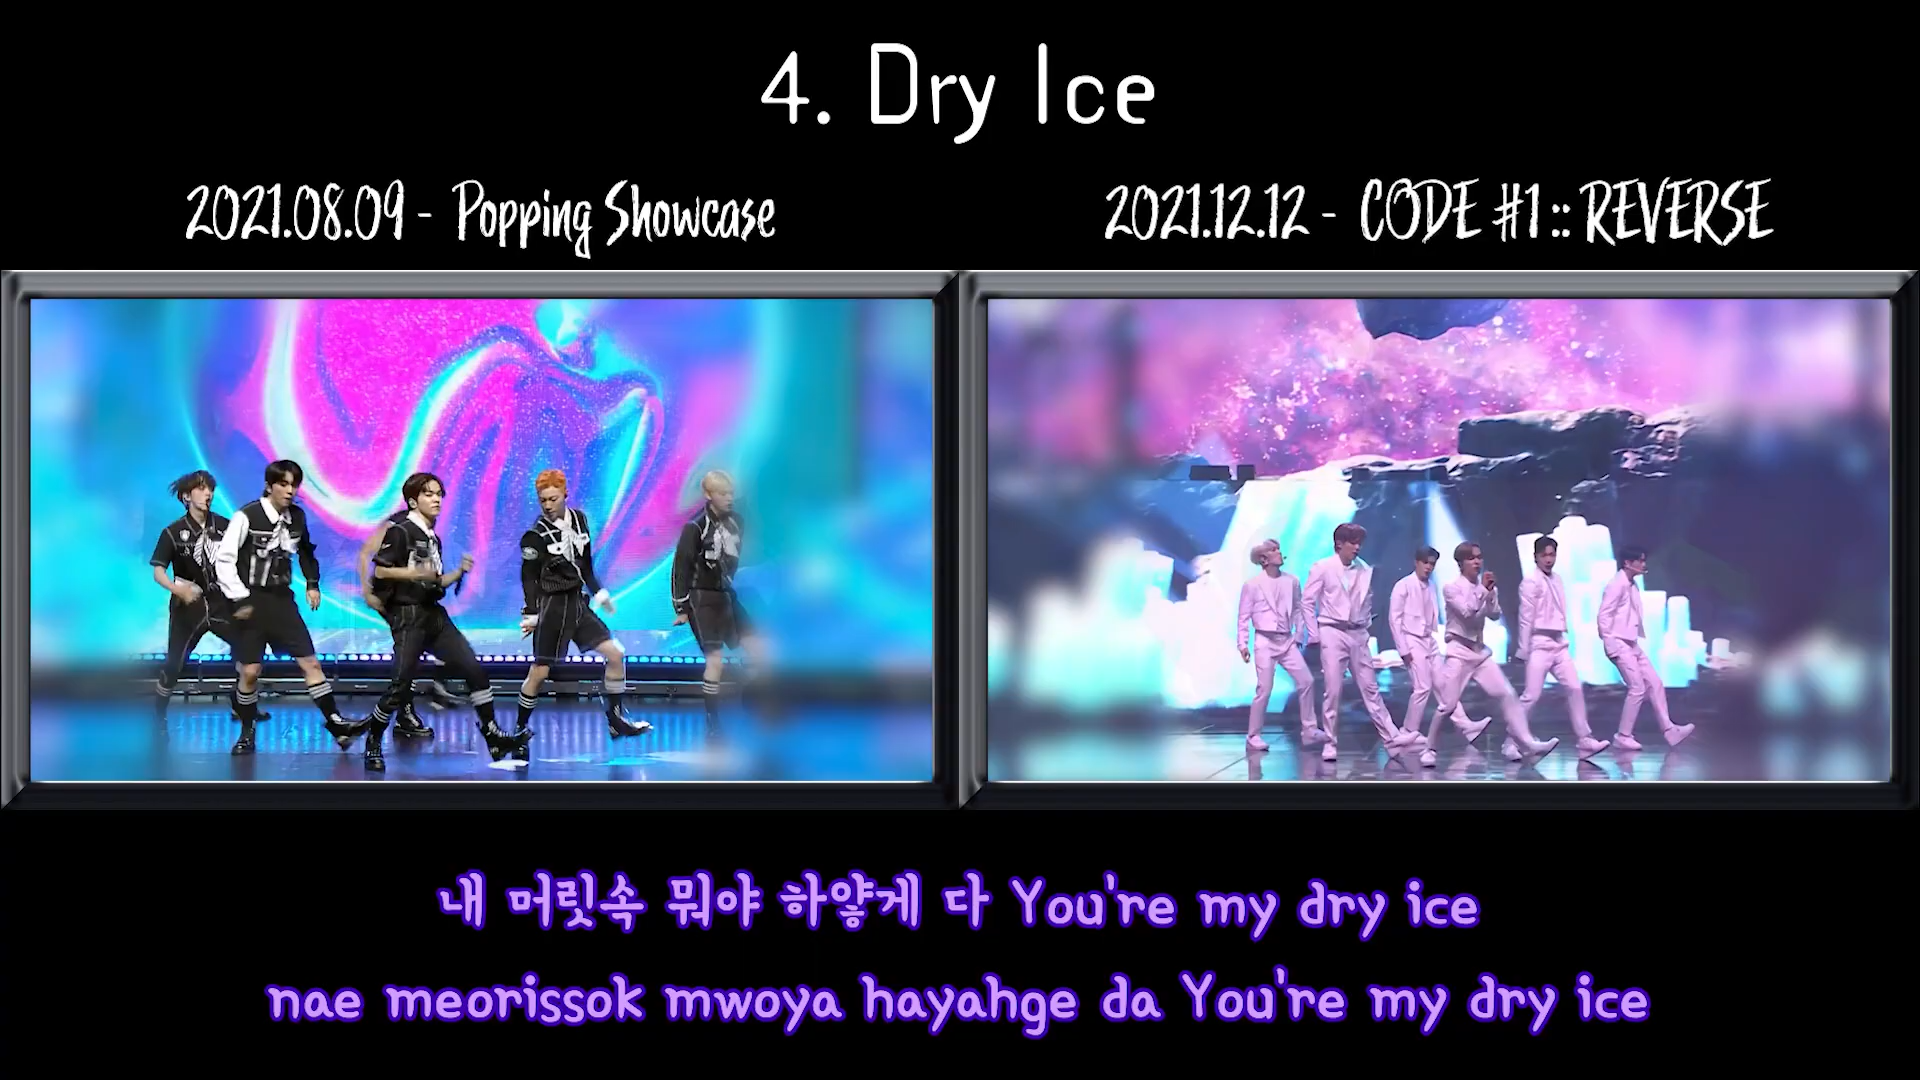 4. Dry Ice
2021.08.09 - Popping Showcase
2021.12.12 - CODE #1 :: REVERSE
내 머릿속 뭐야 하얗게 다 You're my dry ice
nae meorissok mwoya hayahge da You're my dry ice